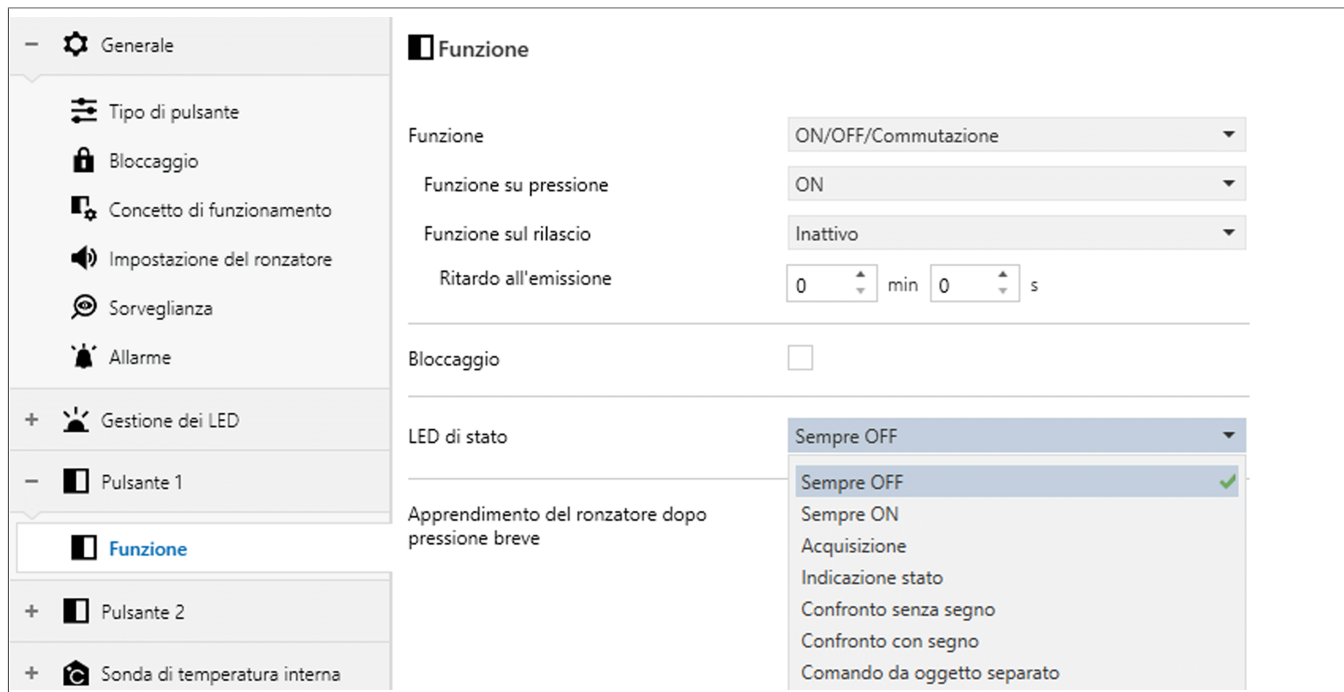 Generale
Tipo di pulsante
Bloccaggio
Concetto di funzionamento
Impostazione del ronzatore
Sorveglianza
Allarme
Gestione dei LED
Pulsante 1
Funzione
Pulsante 2
Sonda di temperatura interna
Funzione
Funzione ON/OFF/Commutazione
Funzione su pressione ON
Funzione sul rilascio Inattivo
Ritardo all'emissione 0 min 0 s
Bloccaggio
LED di stato Sempre OFF
Sempre OFF
Sempre ON
Acquisizione
Indicazione stato
Confronto senza segno
Confronto con segno
Comando da oggetto separato
Apprendimento del ronzatore dopo
pressione breve